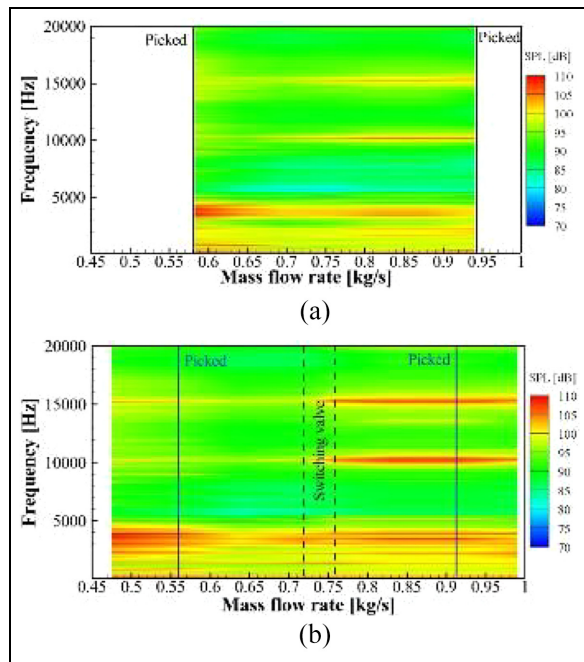 Picked
Picked
SPL [dB]
20000
15000
10000
5000
110
105
100
95
90
85
80
75
70
Frequency [Hz]
0.45 0.5 0.55 0.6 0.65 0.7 0.75 0.8 0.85 0.9 0.95 1
Mass flow rate [kg/s]
(a)
Picked
Picked
Switching valve
SPL [dB]
20000
15000
10000
5000
110
105
100
95
90
85
80
75
70
Frequency [Hz]
0.45 0.5 0.55 0.6 0.65 0.7 0.75 0.8 0.85 0.9 0.95 1
Mass flow rate [kg/s]
(b)